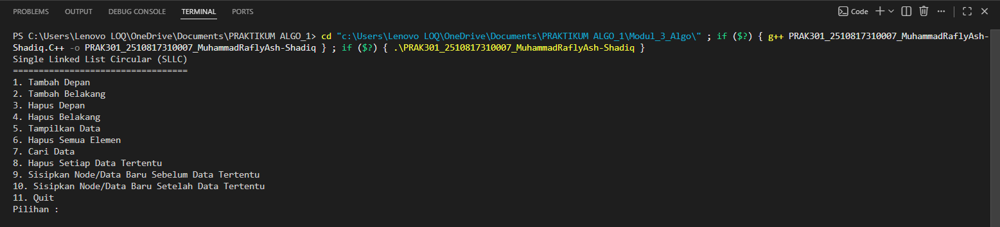 PROBLEMS OUTPUT DEBUG CONSOLE TERMINAL PORTS Code
PS C:\Users\Lenovo LOQ\OneDrive\Documents\PRAKTIKUM ALGO_1> cd "c:\Users\Lenovo LOQ\OneDrive\Documents\PRAKTIKUM ALGO_1\Modul_3_Algo\" ; if ($?) { g++ PRAK301_2510817310007_MuhammadRaflyAsh-
Shadiq.C++ -o PRAK301_2510817310007_MuhammadRaflyAsh-Shadiq } ; if ($?) { .\PRAK301_2510817310007_MuhammadRaflyAsh-Shadiq }
Single Linked List Circular (SLLC)
==================================
1. Tambah Depan
2. Tambah Belakang
3. Hapus Depan
4. Hapus Belakang
5. Tampilkan Data
6. Hapus Semua Elemen
7. Cari Data
8. Hapus Setiap Data Tertentu
9. Sisipkan Node/Data Baru Sebelum Data Tertentu
10. Sisipkan Node/Data Baru Setelah Data Tertentu
11. Quit
Pilihan :